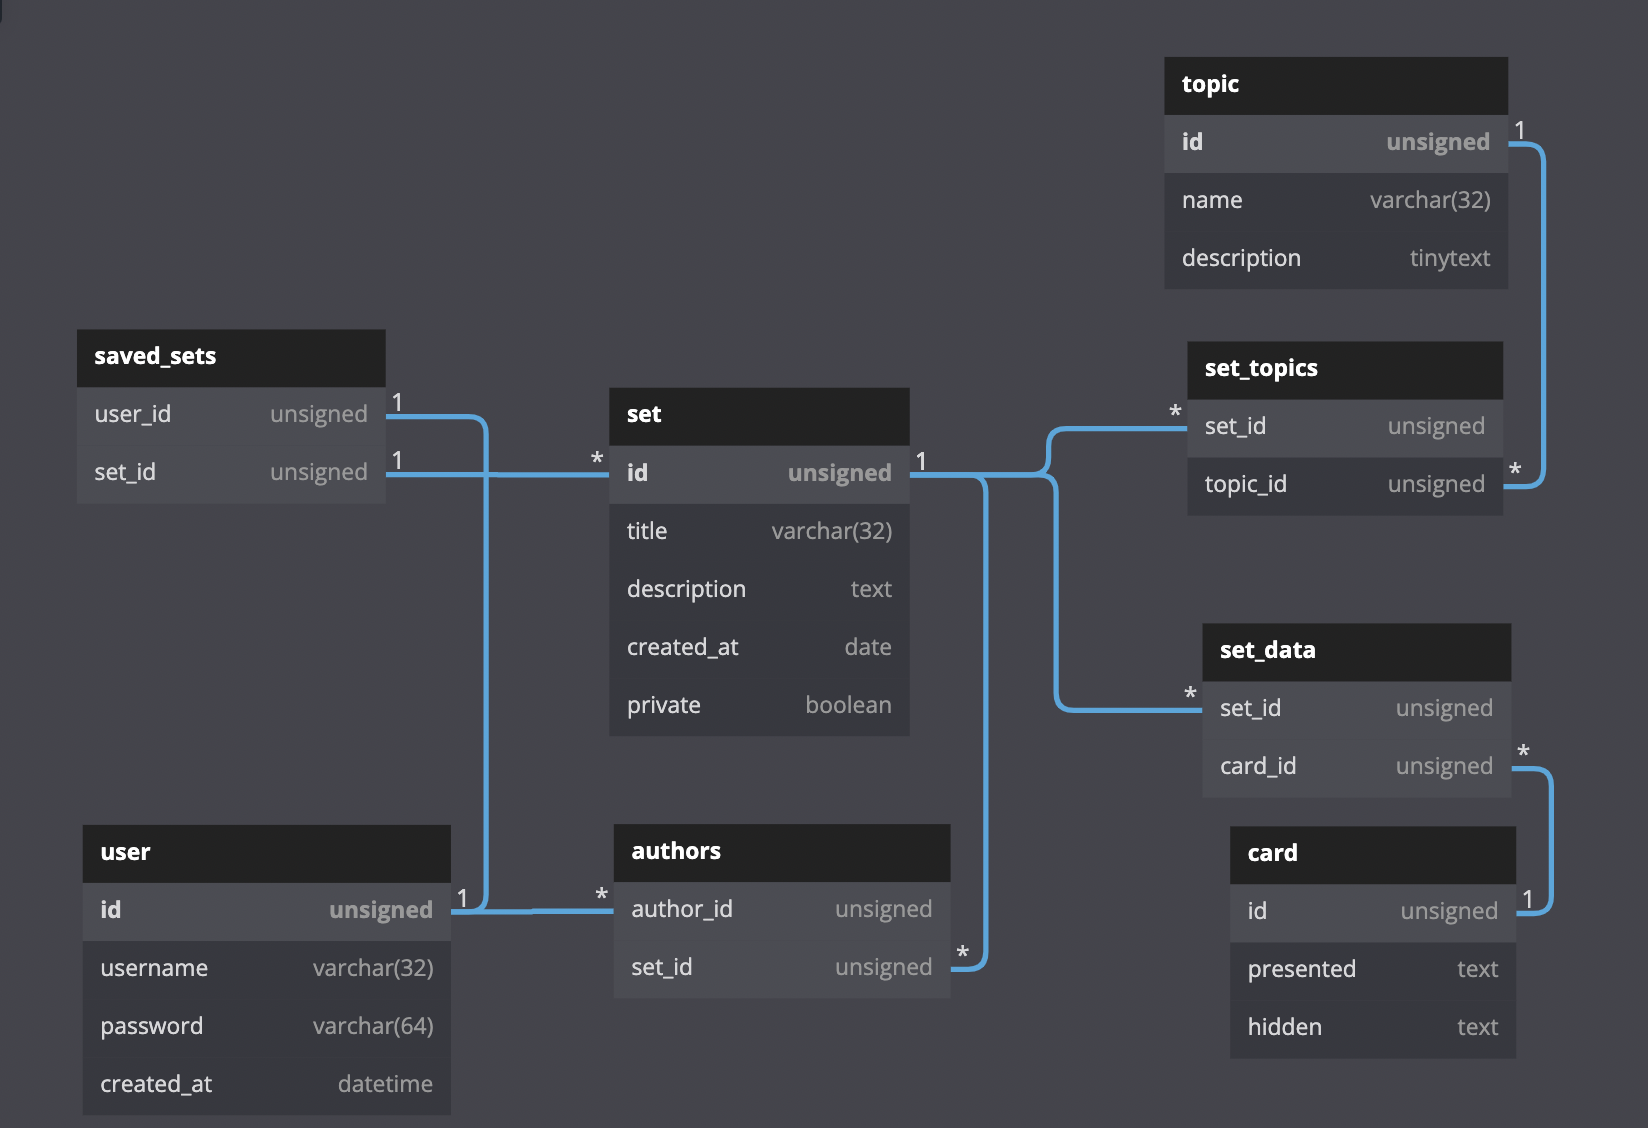 topic
id unsigned
name varchar(32)
description tinytext
1
saved_sets
user_id unsigned
set_id unsigned
1
1
*
set
id unsigned
title varchar(32)
description text
created_at date
private boolean
1
set_topics
set_id unsigned
topic_id unsigned
*
*
set_data
set_id unsigned
card_id unsigned
*
*
user
id unsigned
username varchar(32)
password varchar(64)
created_at datetime
1
*
authors
author_id unsigned
set_id unsigned
*
card
id unsigned
presented text
hidden text
1